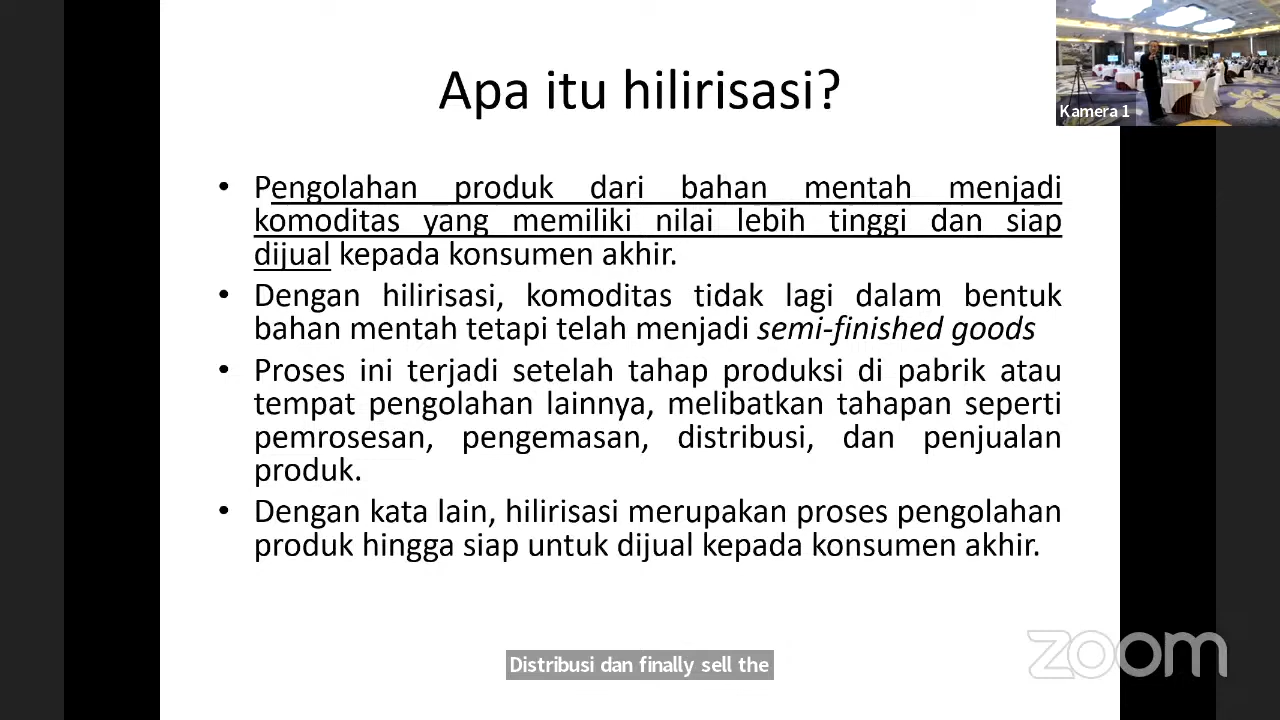 Apa itu hilirisasi?
Kamera 1
• Pengolahan produk dari bahan mentah menjadi
komoditas yang memiliki nilai lebih tinggi dan siap
dijual kepada konsumen akhir.
• Dengan hilirisasi, komoditas tidak lagi dalam bentuk
bahan mentah tetapi telah menjadi semi-finished goods
• Proses ini terjadi setelah tahap produksi di pabrik atau
tempat pengolahan lainnya, melibatkan tahapan seperti
pemrosesan, pengemasan, distribusi, dan penjualan
produk.
• Dengan kata lain, hilirisasi merupakan proses pengolahan
produk hingga siap untuk dijual kepada konsumen akhir.
zoom
Distribusi dan finally sell the